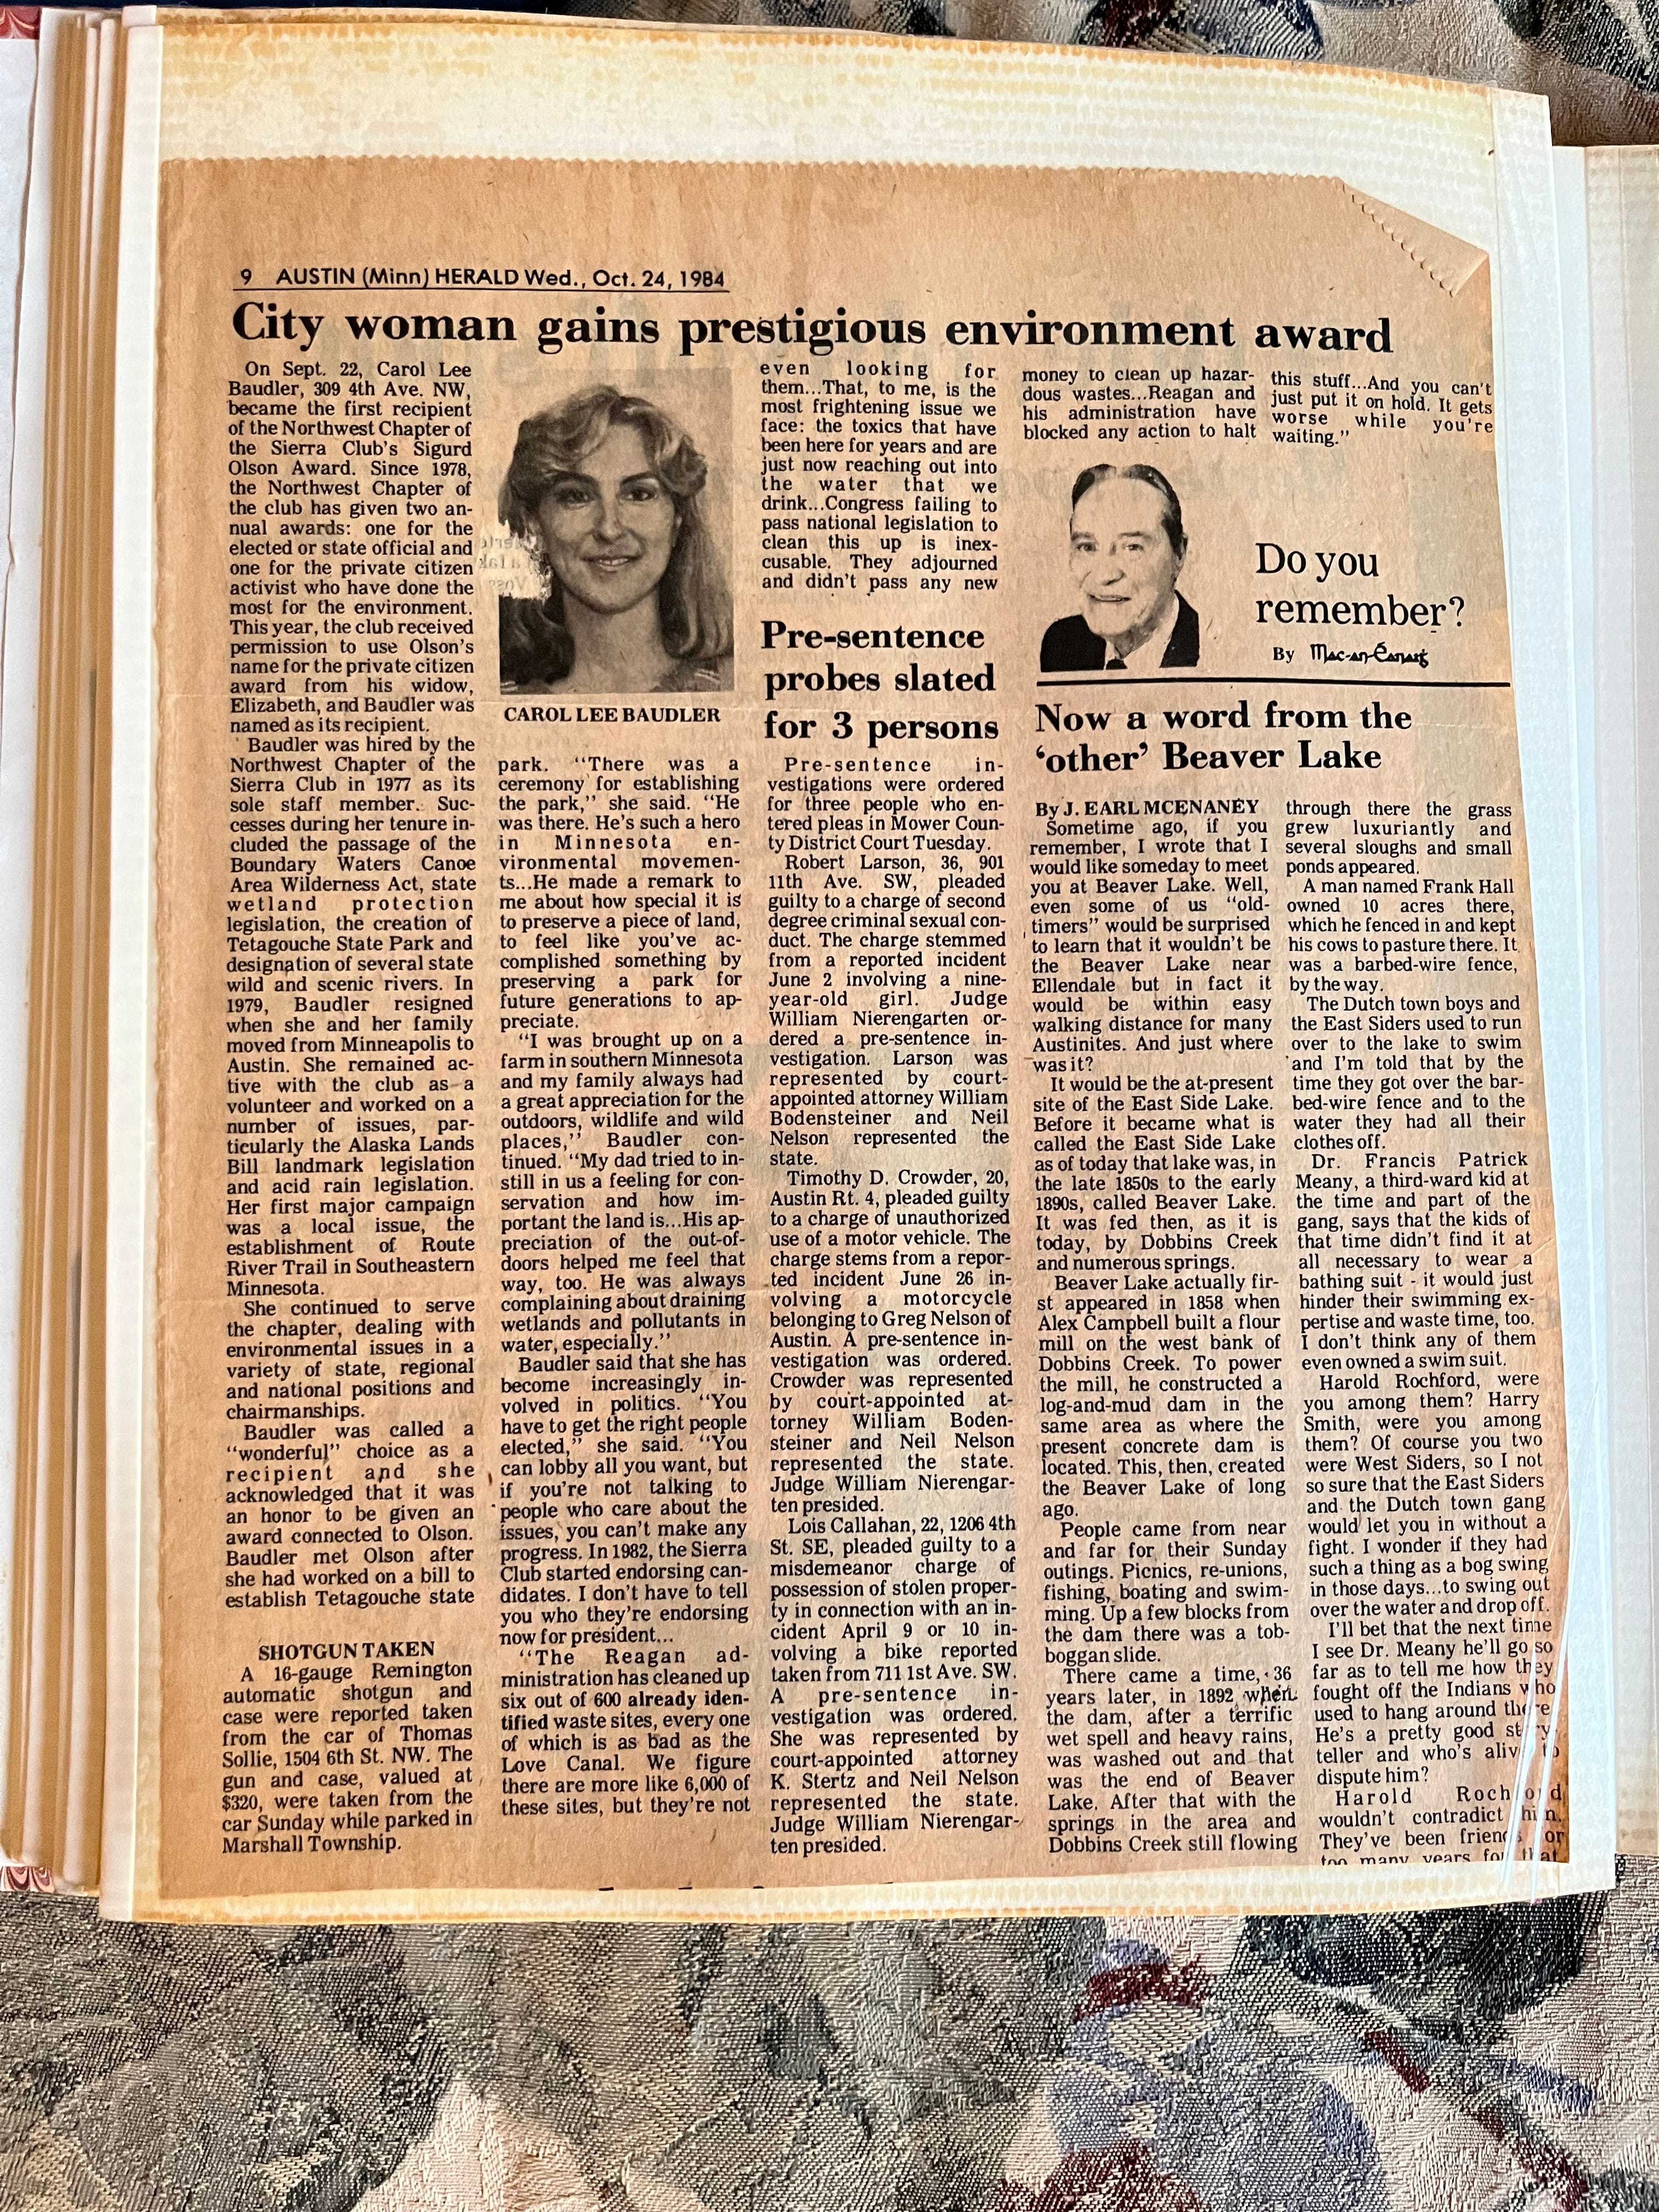 9 AUSTIN (Minn) HERALD Wed., Oct. 24, 1984
City woman gains prestigious environment award
On Sept. 22, Carol Lee
Baudler, 309 4th Ave. NW,
became the first recipient
of the Northwest Chapter of
the Sierra Club's Sigurd
Olson Award. Since 1978,
the Northwest Chapter of
the club has given two an-
nual awards: one for the
elected or state official and
one for the private citizen
activist who have done the
most for the environment.
This year, the club received
permission to use Olson's
name for the private citizen
award from his widow,
Elizabeth, and Baudler was
named as its recipient.
Baudler was hired by the
Northwest Chapter of the
Sierra Club in 1977 as its
sole staff member. Suc-
cesses during her tenure in-
cluded the passage of the
Boundary Waters Canoe
Area Wilderness Act, state
wetland protection
legislation, the creation of
Tetagouche State Park and
designation of several state
wild and scenic rivers. In
1979, Baudler resigned
when she and her family
moved from Minneapolis to
Austin. She remained ac-
tive with the club as a
volunteer and worked on a
number of issues, par-
ticularly the Alaska Lands
Bill landmark legislation
and acid rain legislation.
Her first major campaign
was a local issue, the
establishment of Route
River Trail in Southeastern
Minnesota.
She continued to serve
the chapter, dealing with
environmental issues in a
variety of state, regional
and national positions and
chairmanships.
Baudler was called a
"wonderful" choice as a
recipient and she
acknowledged that it was
an honor to be given an
award connected to Olson.
Baudler met Olson after
she had worked on a bill to
establish Tetagouche state
CAROL LEE BAUDLER
park. "There was a
ceremony for establishing
the park," she said. "He
was there. He's such a hero
in Minnesota en-
vironmental movemen-
ts...He made a remark to
me about how special it is
to preserve a piece of land,
to feel like you've ac-
complished something by
preserving a park for
future generations to ap-
preciate.
"I was brought up on a
farm in southern Minnesota
and my family always had
a great appreciation for the
outdoors, wildlife and wild
places," Baudler con-
tinued. "My dad tried to in-
still in us a feeling for con-
servation and how im-
portant the land is...His ap-
preciation of the out-of-
doors helped me feel that
way, too. He was always
complaining about draining
wetlands and pollutants in
water, especially."
Baudler said that she has
become increasingly in-
volved in politics. "You
have to get the right people
elected," she said. "You
can lobby all you want, but
if you're not talking to
people who care about the
issues, you can't make any
progress. In 1982, the Sierra
Club started endorsing can-
didates. I don't have to tell
you who they're endorsing
now for president...
"The Reagan ad-
ministration has cleaned up
six out of 600 already iden-
tified waste sites, every one
of which is as bad as the
Love Canal. We figure
there are more like 6,000 of
these sites, but they're not
even looking for
them...That, to me, is the
most frightening issue we
face: the toxics that have
been here for years and are
just now reaching out into
the water that we
drink...Congress failing to
pass national legislation to
clean this up is inex-
cusable. They adjourned
and didn't pass any new
money to clean up hazar-
dous wastes...Reagan and
his administration have
blocked any action to halt
this stuff...And you can't
just put it on hold. It gets
worse while you're
waiting."
SHOTGUN TAKEN
A 16-gauge Remington
automatic shotgun and
case were reported taken
from the car of Thomas
Sollie, 1504 6th St. NW. The
gun and case, valued at
$320, were taken from the
car Sunday while parked in
Marshall Township.
Pre-sentence
probes slated
for 3 persons
Pre-sentence in-
vestigations were ordered
for three people who en-
tered pleas in Mower Coun-
ty District Court Tuesday.
Robert Larson, 36, 901
11th Ave. SW, pleaded
guilty to a charge of second
degree criminal sexual con-
duct. The charge stemmed
from a reported incident
June 2 involving a nine-
year-old girl. Judge
William Nierengarten or-
dered a pre-sentence in-
vestigation. Larson was
represented by court-
appointed attorney William
Bodensteiner and Neil
Nelson represented the
state.
Timothy D. Crowder, 20,
Austin Rt. 4, pleaded guilty
to a charge of unauthorized
use of a motor vehicle. The
charge stems from a repor-
ted incident June 26 in-
volving a motorcycle
belonging to Greg Nelson of
Austin. A pre-sentence in-
vestigation was ordered.
Crowder was represented
by court-appointed at-
torney William Boden-
steiner and Neil Nelson
represented the state.
Judge William Nierengar-
ten presided.
Lois Callahan, 22, 1206 4th
St. SE, pleaded guilty to a
misdemeanor charge of
possession of stolen proper-
ty in connection with an in-
cident April 9 or 10 in-
volving a bike reported
taken from 711 1st Ave. SW.
A pre-sentence in-
vestigation was ordered.
She was represented by
court-appointed attorney
K. Stertz and Neil Nelson
represented the state.
Judge William Nierengar-
ten presided.
Do you
remember?
By Mac-an-Éanaig
Now a word from the
'other' Beaver Lake
By J. EARL MCENANEY
Sometime ago, if you
remember, I wrote that I
would like someday to meet
you at Beaver Lake. Well,
even some of us "old-
timers" would be surprised
to learn that it wouldn't be
the Beaver Lake near
Ellendale but in fact it
would be within easy
walking distance for many
Austinites. And just where
was it?
It would be the at-present
site of the East Side Lake.
Before it became what is
called the East Side Lake
as of today that lake was, in
the late 1850s to the early
1890s, called Beaver Lake.
It was fed then, as it is
today, by Dobbins Creek
and numerous springs.
Beaver Lake actually fir-
st appeared in 1858 when
Alex Campbell built a flour
mill on the west bank of
Dobbins Creek. To power
the mill, he constructed a
log-and-mud dam in the
same area as where the
present concrete dam is
located. This, then, created
the Beaver Lake of long
ago.
People came from near
and far for their Sunday
outings. Picnics, re-unions,
fishing, boating and swim-
ming. Up a few blocks from
the dam there was a tob-
boggan slide.
There came a time, 36
years later, in 1892 when
the dam, after a terrific
wet spell and heavy rains,
was washed out and that
was the end of Beaver
Lake. After that with the
springs in the area and
Dobbins Creek still flowing
through there the grass
grew luxuriantly and
several sloughs and small
ponds appeared.
A man named Frank Hall
owned 10 acres there,
which he fenced in and kept
his cows to pasture there. It
was a barbed-wire fence,
by the way.
The Dutch town boys and
the East Siders used to run
over to the lake to swim
and I'm told that by the
time they got over the bar-
bed-wire fence and to the
water they had all their
clothes off.
Dr. Francis Patrick
Meany, a third-ward kid at
the time and part of the
gang, says that the kids of
that time didn't find it at
all necessary to wear a
bathing suit - it would just
hinder their swimming ex-
pertise and waste time, too.
I don't think any of them
even owned a swim suit.
Harold Rochford, were
you among them? Harry
Smith, were you among
them? Of course you two
were West Siders, so I not
so sure that the East Siders
and the Dutch town gang
would let you in without a
fight. I wonder if they had
such a thing as a bog swing
in those days...to swing out
over the water and drop off.
I'll bet that the next time
I see Dr. Meany he'll go so
far as to tell me how they
fought off the Indians who
used to hang around there
He's a pretty good story
teller and who's alive to
dispute him?
Harold Rochford
wouldn't contradict him.
They've been friends for
too many years for that